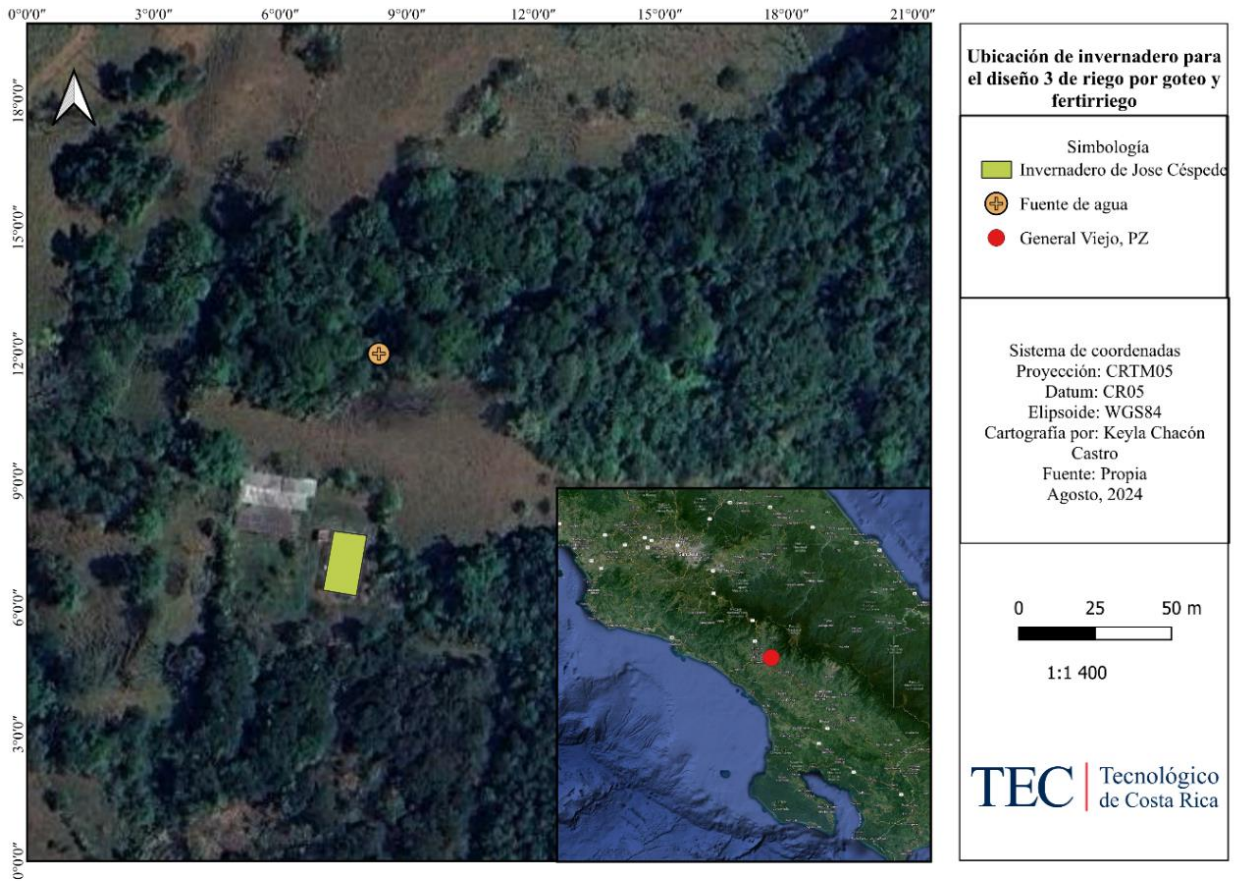 0°0'0" 3°0'0" 6°0'0" 9°0'0" 12°0'0" 15°0'0" 18°0'0" 21°0'0"
18°0'0"
15°0'0"
12°0'0"
9°0'0"
6°0'0"
3°0'0"
0°0'0"
Ubicación de invernadero para
el diseño 3 de riego por goteo y
fertirriego
Simbología
Invernadero de Jose Céspede
Fuente de agua
General Viejo, PZ
Sistema de coordenadas
Proyección: CRTM05
Datum: CR05
Elipsoide: WGS84
Cartografía por: Keyla Chacón
Castro
Fuente: Propia
Agosto, 2024
0 25 50 m
1:1 400
TEC Tecnológico
de Costa Rica